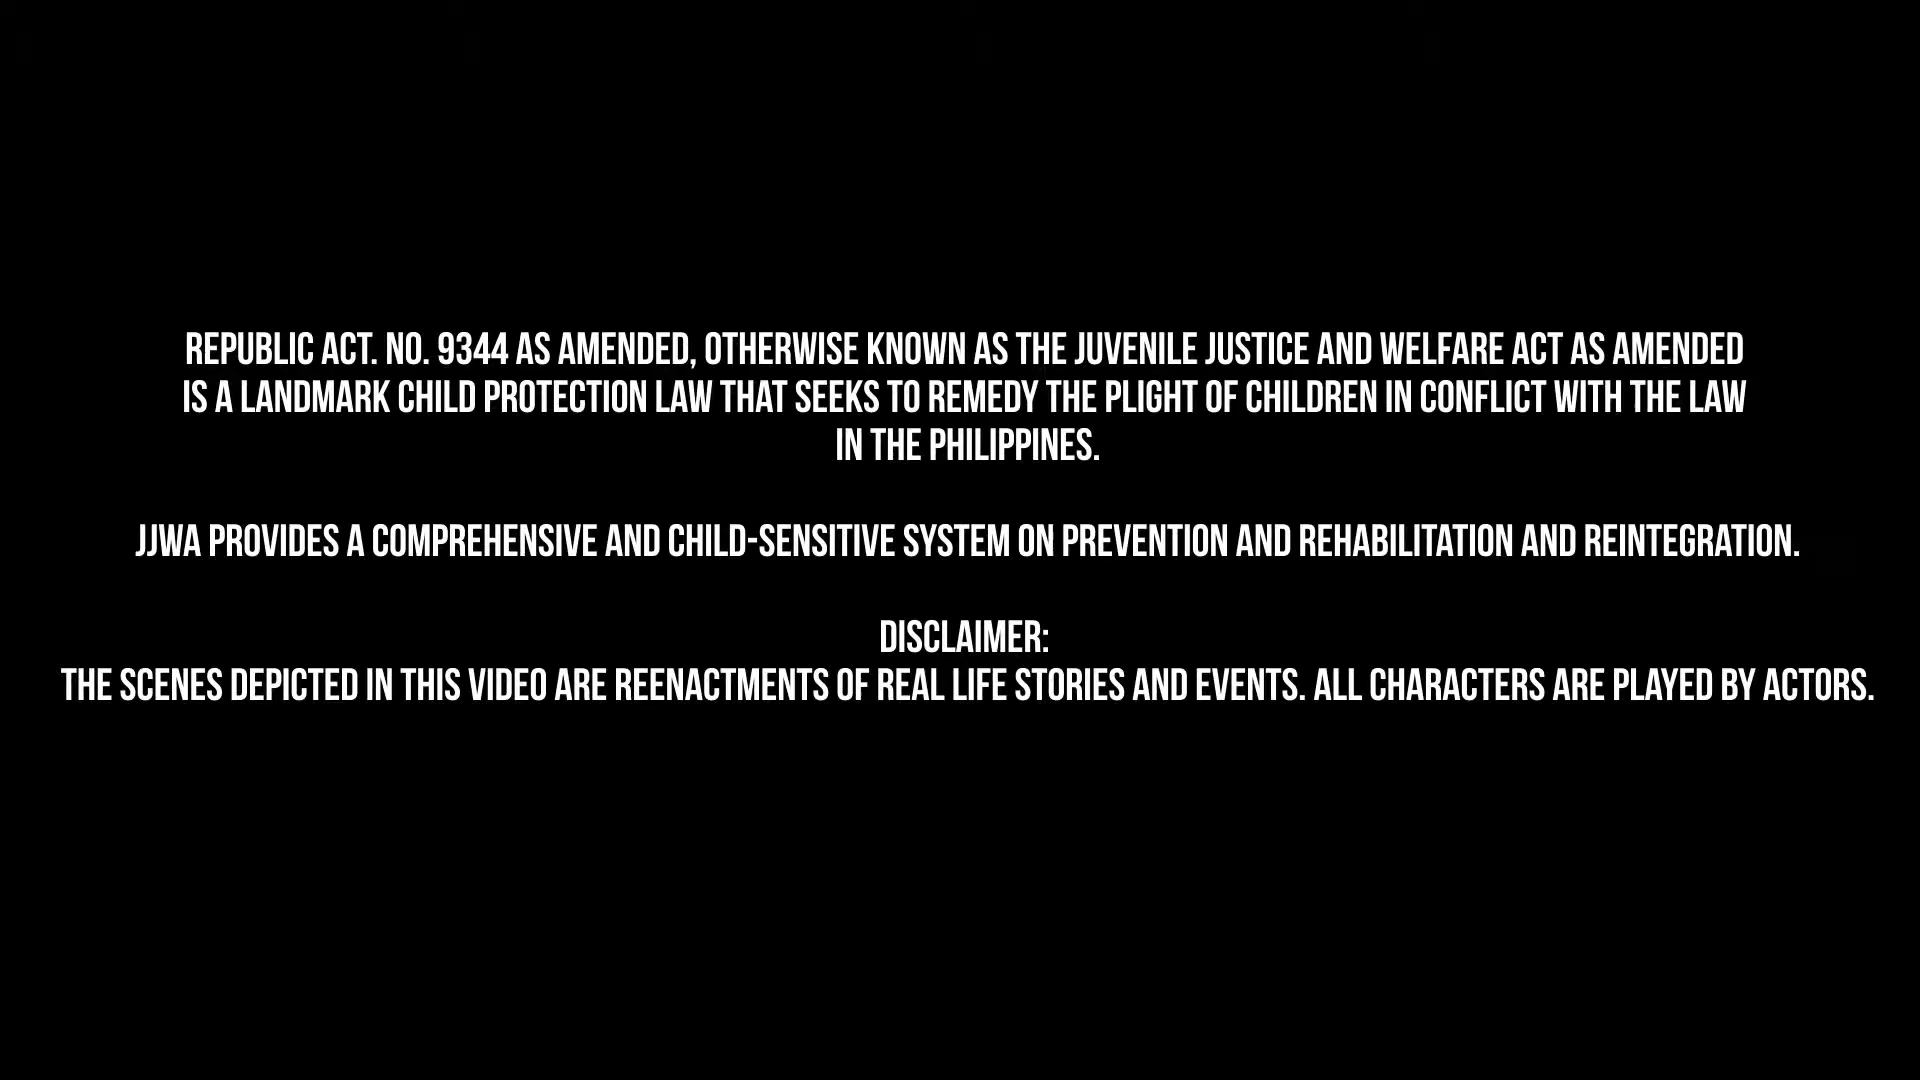 REPUBLIC ACT. NO. 9344 AS AMENDED, OTHERWISE KNOWN AS THE JUVENILE JUSTICE AND WELFARE ACT AS AMENDED
IS A LANDMARK CHILD PROTECTION LAW THAT SEEKS TO REMEDY THE PLIGHT OF CHILDREN IN CONFLICT WITH THE LAW
IN THE PHILIPPINES.
JJWA PROVIDES A COMPREHENSIVE AND CHILD-SENSITIVE SYSTEM ON PREVENTION AND REHABILITATION AND REINTEGRATION.
DISCLAIMER:
THE SCENES DEPICTED IN THIS VIDEO ARE REENACTMENTS OF REAL LIFE STORIES AND EVENTS. ALL CHARACTERS ARE PLAYED BY ACTORS.